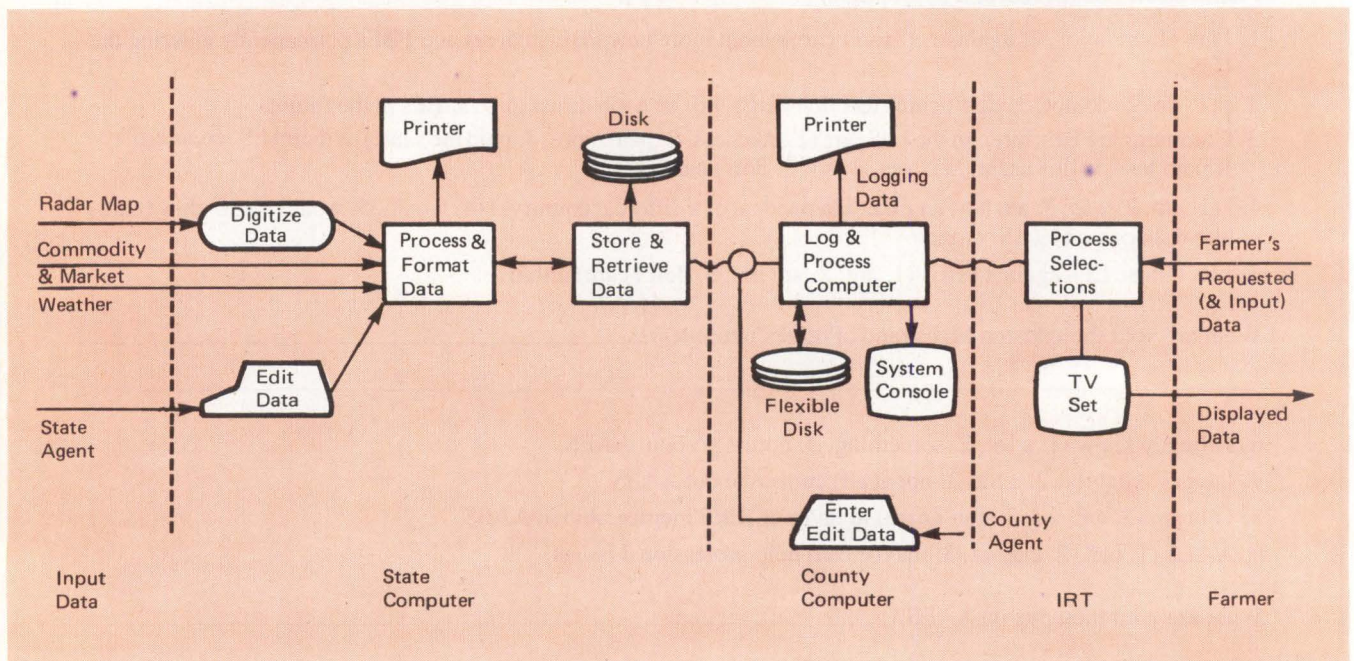 Printer
Disk
Printer
Logging
Data
Radar Map
Digitize
Data
Commodity
& Market
Weather
Process &
Format
Data
Store &
Retrieve
Data
Log &
Process
Computer
Process
Selec-
tions
Farmer's
Requested
(& Input)
Data
Edit
Data
State
Agent
Flexible
Disk
System
Console
TV
Set
Displayed
Data
Enter
Edit Data
County
Agent
Input
Data
State
Computer
County
Computer
IRT
Farmer